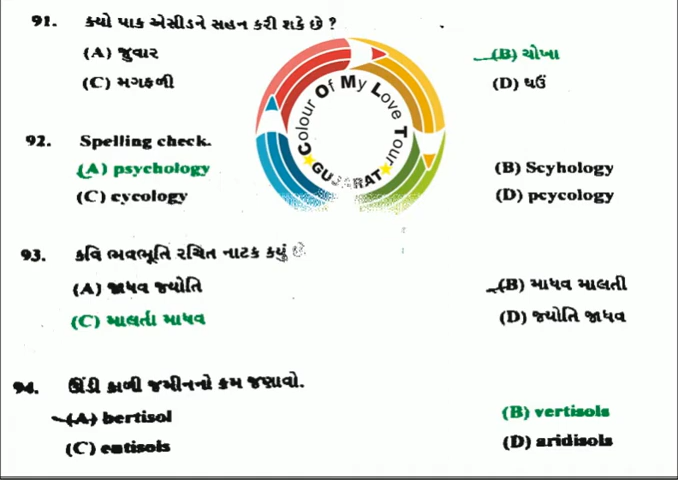 91. ક્યો પાક એસીડને સહન કરી શકે છે ?
(A) જુવાર (B) ચોખા
(C) મગફળી (D) ઘઉં
Colour Of My Love Tour
GUJARAT
92. Spelling check.
(A) psychology (B) Scyhology
(C) cycology (D) pcycology
93. કવિ ભવભૂતિ રચિત નાટક કયું છે
(A) જાધવ જ્યોતિ (B) માધવ માલતી
(C) માલતી માધવ (D) જ્યોતિ જાધવ
94. ઊંડી કાળી જમીનનો ક્રમ જણાવો.
(A) bertisol (B) vertisols
(C) entisols (D) aridisols